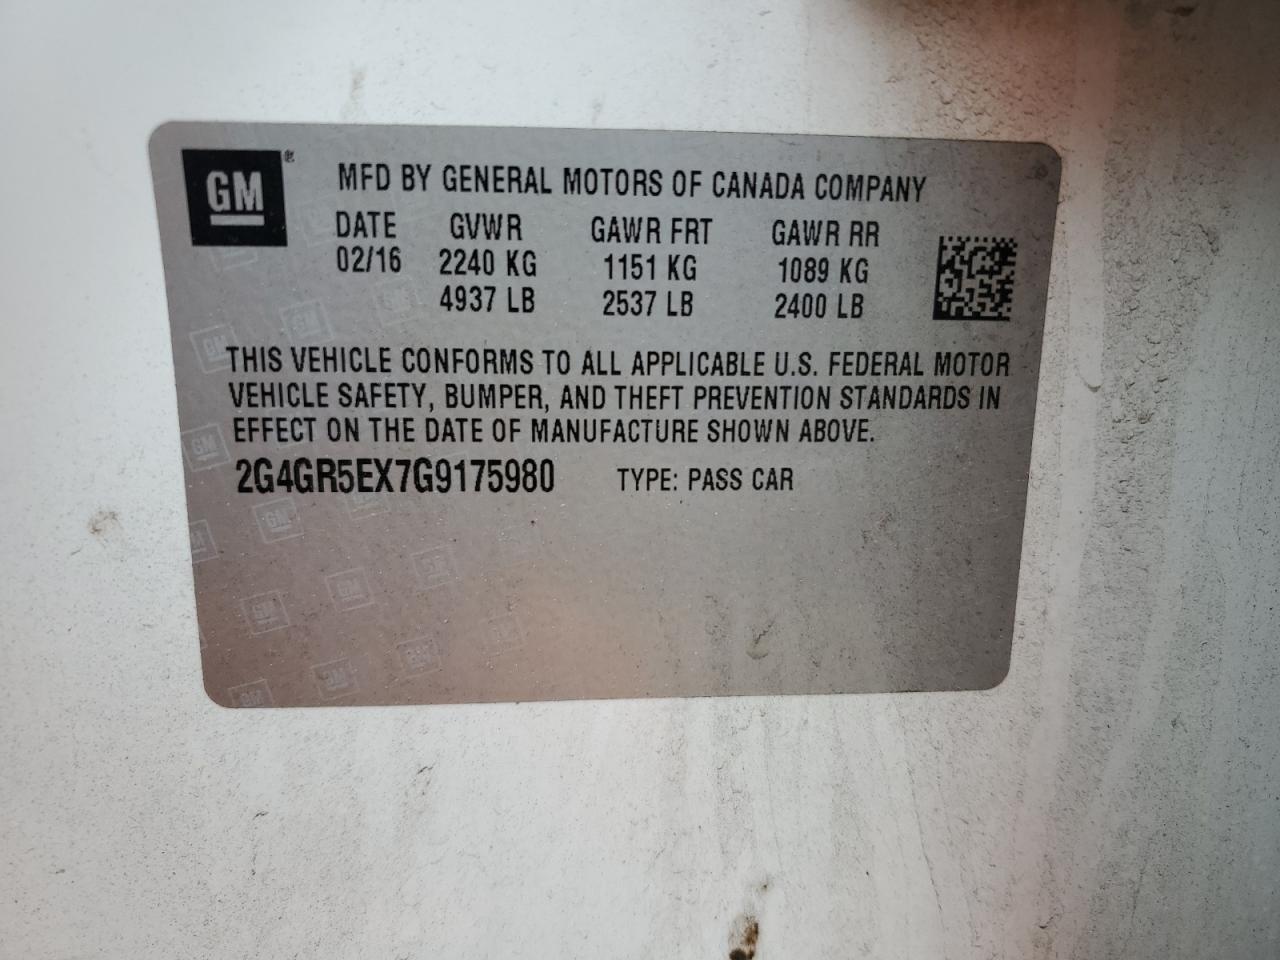 GM®
MFD BY GENERAL MOTORS OF CANADA COMPANY
DATE GVWR GAWR FRT GAWR RR
02/16 2240 KG 1151 KG 1089 KG
4937 LB 2537 LB 2400 LB
THIS VEHICLE CONFORMS TO ALL APPLICABLE U.S. FEDERAL MOTOR
VEHICLE SAFETY, BUMPER, AND THEFT PREVENTION STANDARDS IN
EFFECT ON THE DATE OF MANUFACTURE SHOWN ABOVE.
2G4GR5EX7G9175980 TYPE: PASS CAR